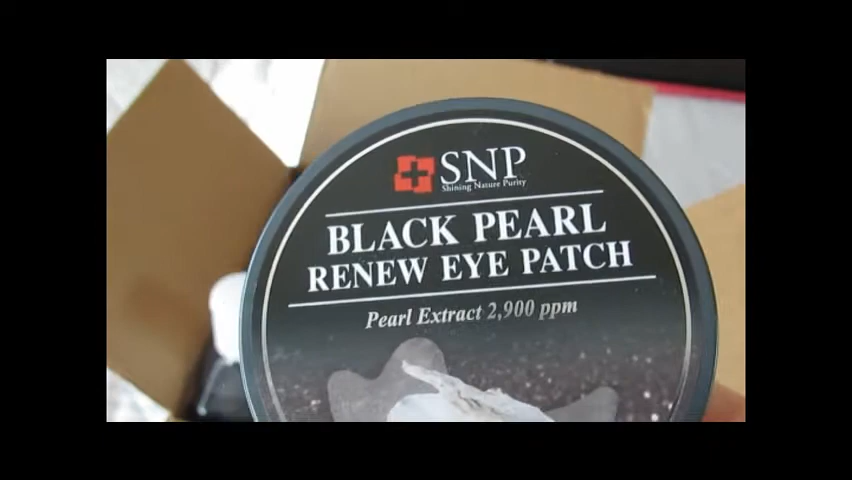 SNP
Shining Nature Purity
BLACK PEARL
RENEW EYE PATCH
Pearl Extract 2,900 ppm